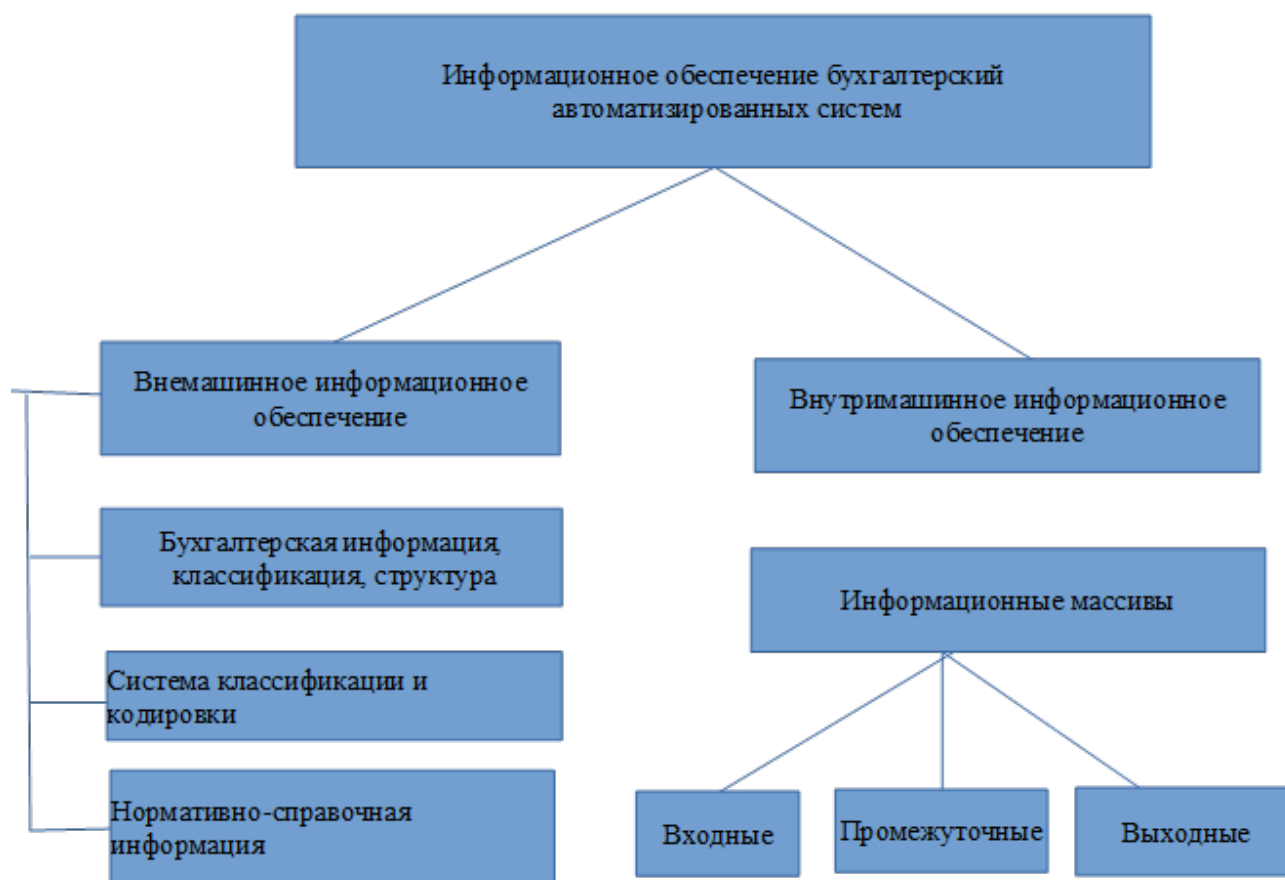 Информационное обеспечение бухгалтерский
автоматизированных систем
Внемашинное информационное
обеспечение
Внутримашинное информационное
обеспечение
Бухгалтерская информация,
классификация, структура
Информационные массивы
Система классификации и
кодировки
Нормативно-справочная
информация
Входные
Промежуточные
Выходные